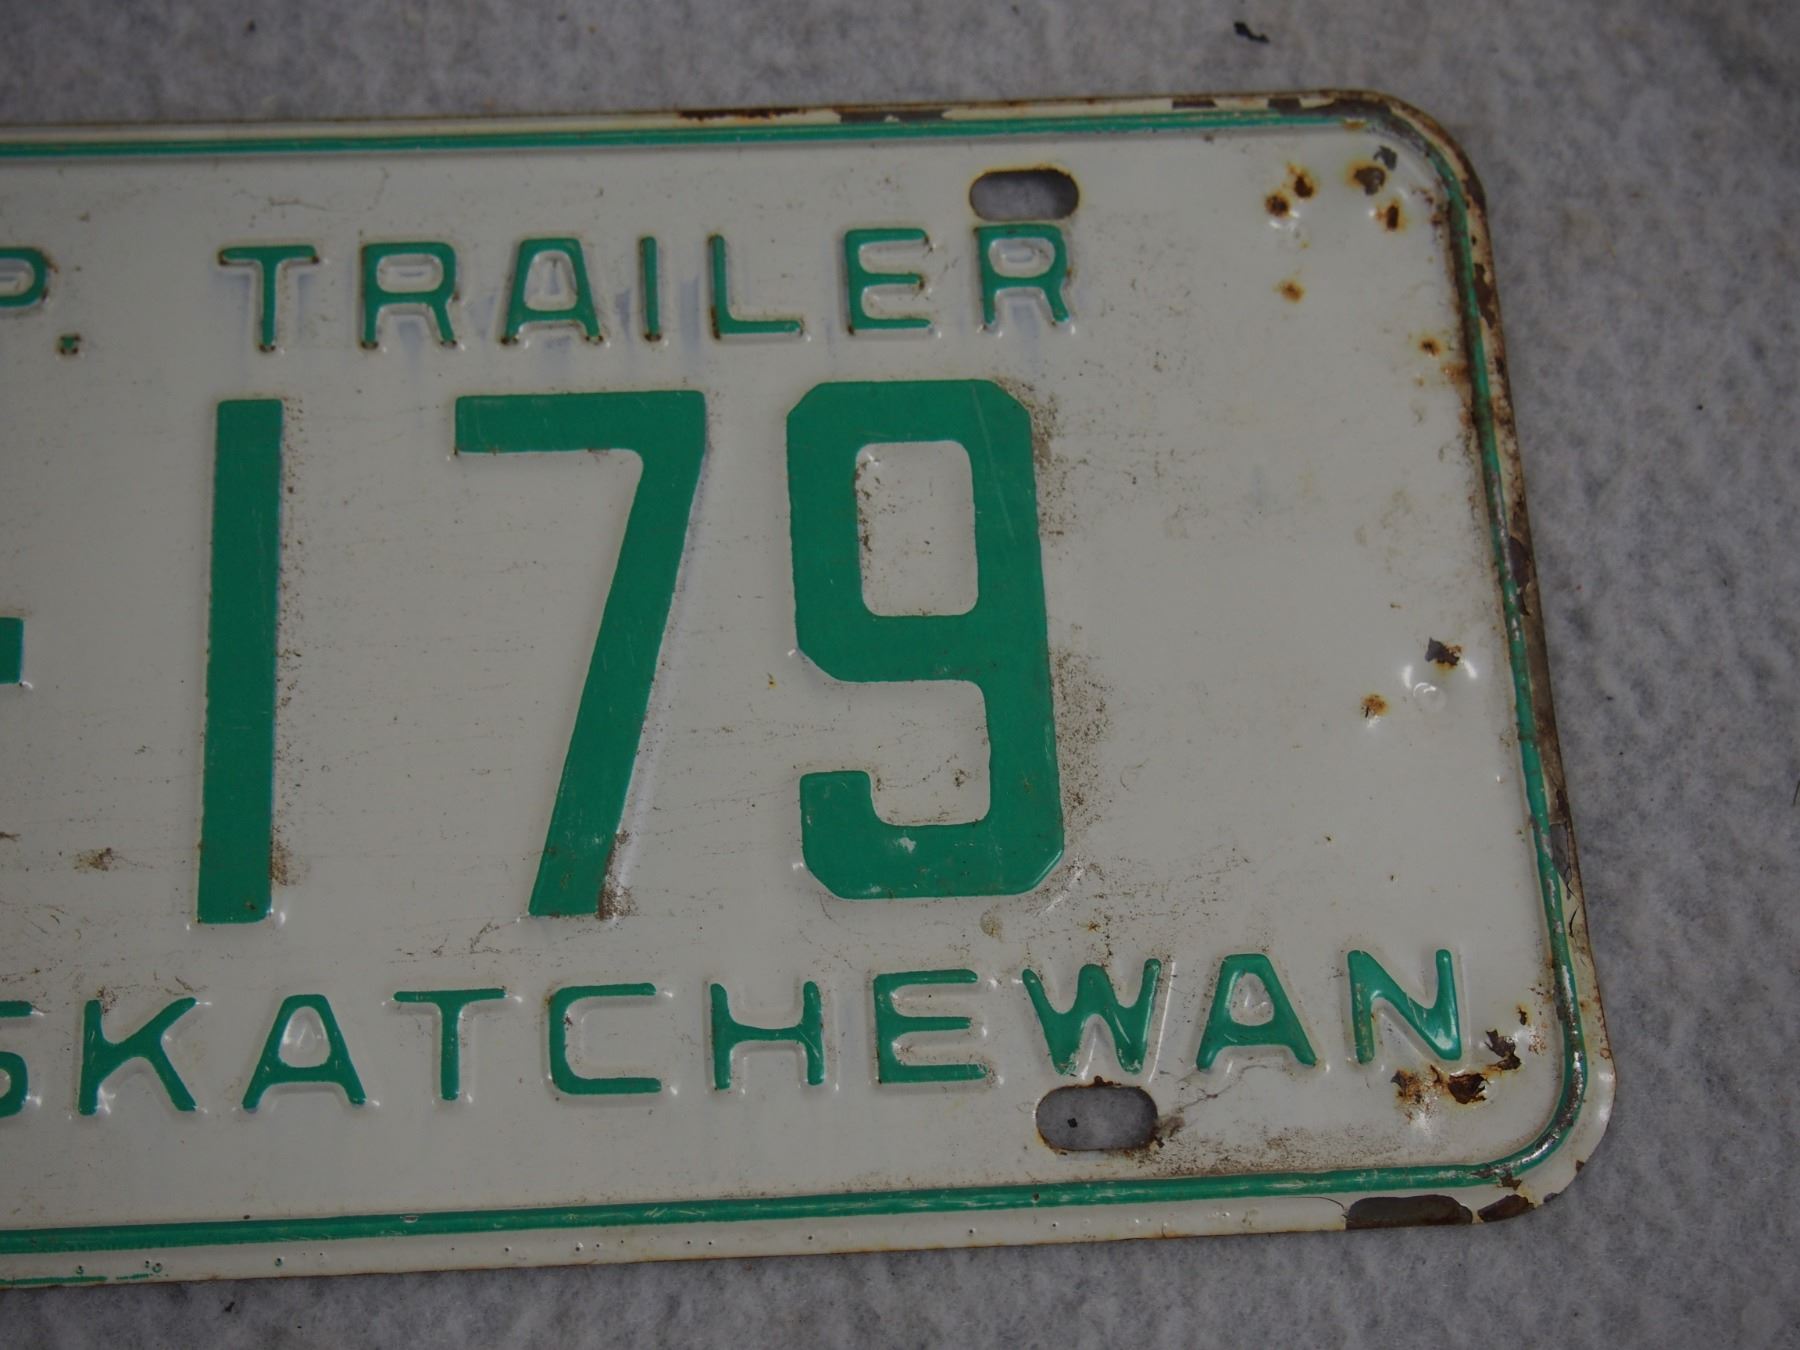 P. TRAILER
179
SKATCHEWAN